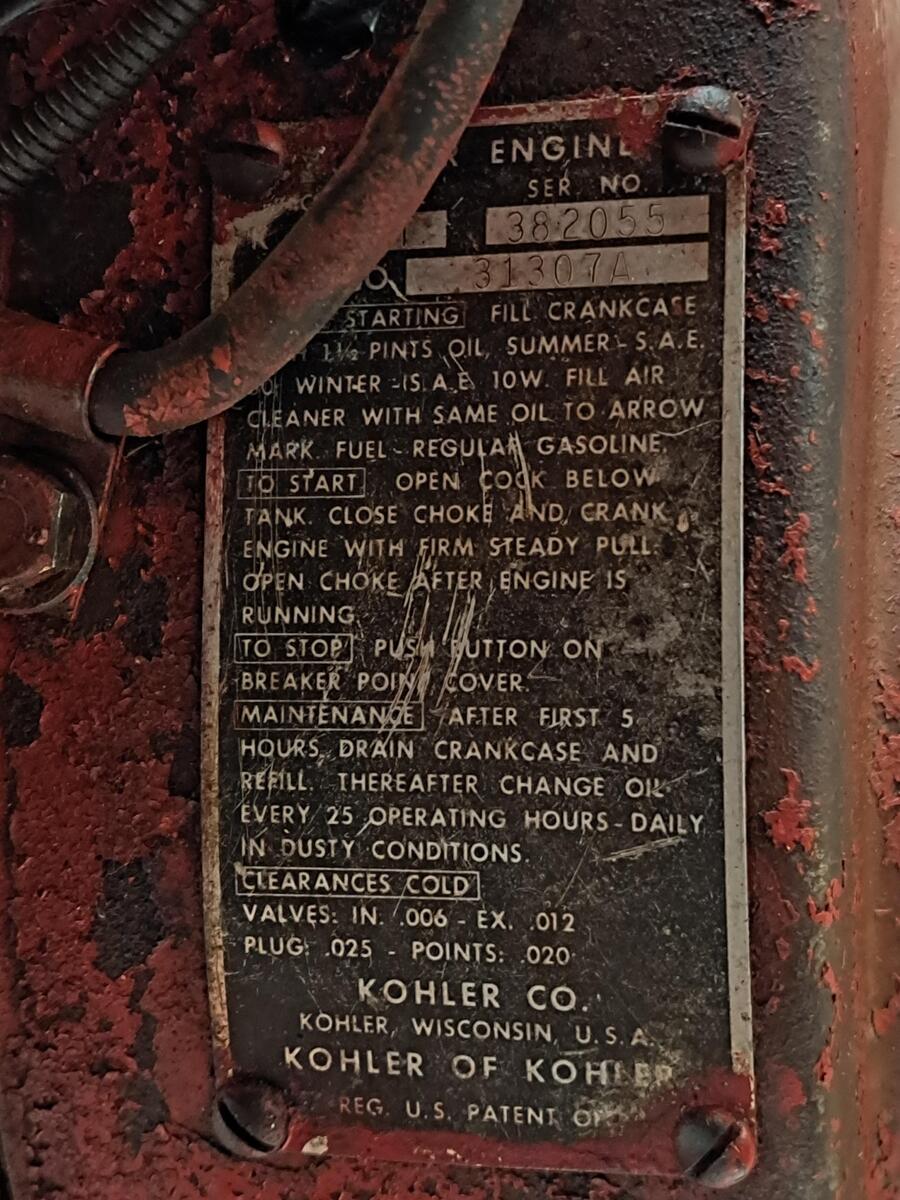 ENGINE
SER. NO.
382055
31307A
STARTING FILL CRANKCASE
1½ PINTS OIL, SUMMER - S.A.E.
WINTER - S.A.E. 10W. FILL AIR
CLEANER WITH SAME OIL TO ARROW
MARK. FUEL - REGULAR GASOLINE.
TO START OPEN COCK BELOW
TANK. CLOSE CHOKE AND CRANK
ENGINE WITH FIRM STEADY PULL.
OPEN CHOKE AFTER ENGINE IS
RUNNING.
TO STOP PUSH BUTTON ON
BREAKER POINT COVER.
MAINTENANCE AFTER FIRST 5
HOURS, DRAIN CRANKCASE AND
REFILL. THEREAFTER CHANGE OIL
EVERY 25 OPERATING HOURS - DAILY
IN DUSTY CONDITIONS.
CLEARANCES COLD
VALVES: IN. .006 - EX. .012
PLUG: .025 - POINTS: .020
KOHLER CO.
KOHLER, WISCONSIN, U.S.A.
KOHLER OF KOHLER
REG. U.S. PATENT